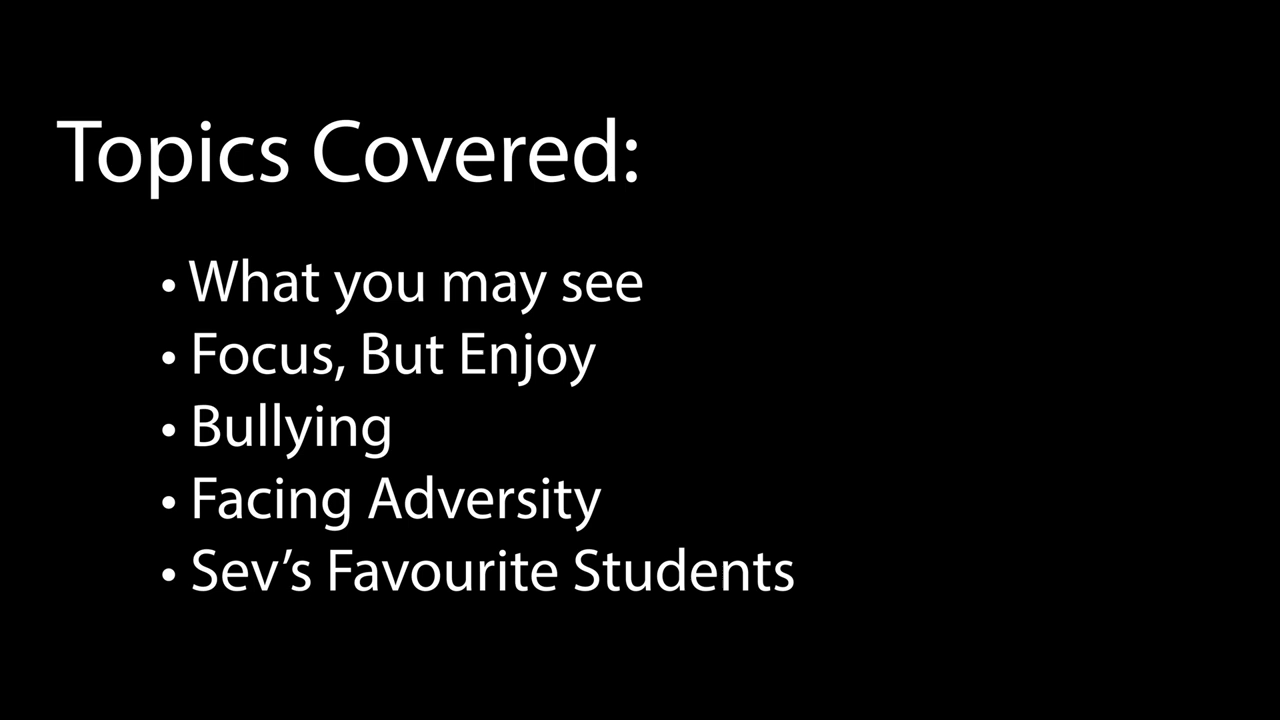 Topics Covered:
• What you may see
• Focus, But Enjoy
• Bullying
• Facing Adversity
• Sev’s Favourite Students